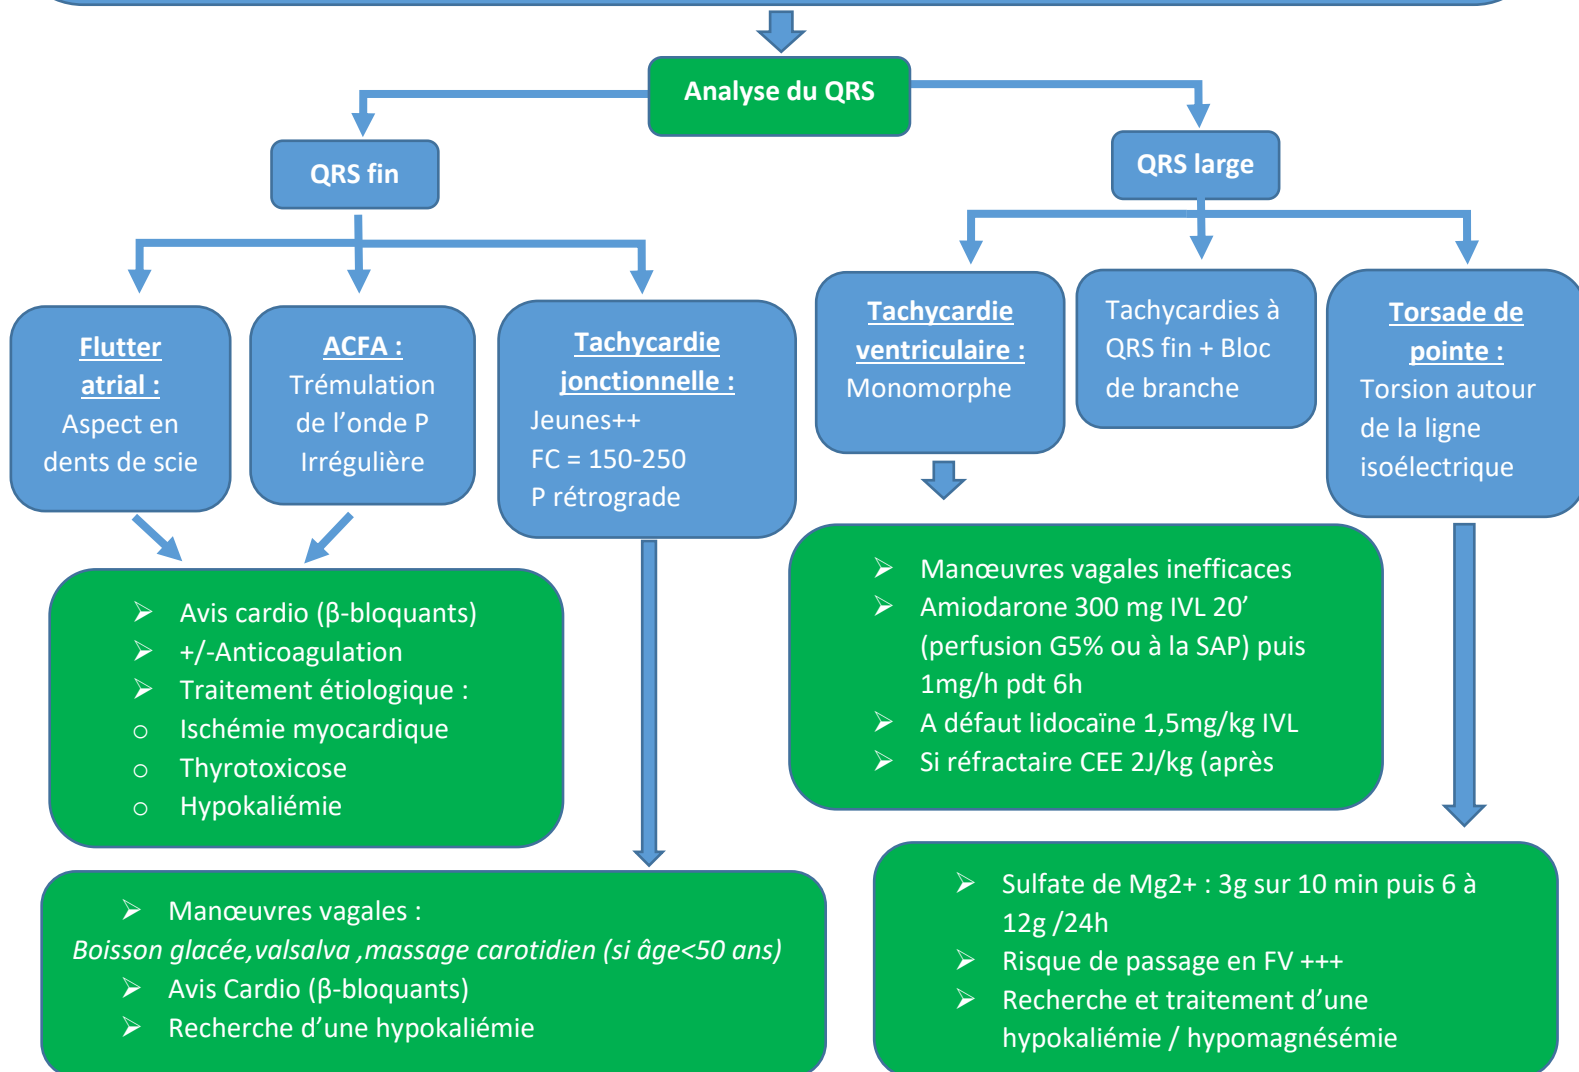 Analyse du QRS
QRS fin
QRS large
Flutter
atrial :
Aspect en
dents de scie
ACFA :
Trémulation
de l’onde P
Irrégulière
Tachycardie
jonctionnelle :
Jeunes++
FC = 150-250
P rétrograde
Tachycardie
ventriculaire :
Monomorphe
Tachycardies à
QRS fin + Bloc
de branche
Torsade de
pointe :
Torsion autour
de la ligne
isoélectrique
➢ Avis cardio (β-bloquants)
➢ +/-Anticoagulation
➢ Traitement étiologique :
o Ischémie myocardique
o Thyrotoxicose
o Hypokaliémie
➢ Manœuvres vagales inefficaces
➢ Amiodarone 300 mg IVL 20’
(perfusion G5% ou à la SAP) puis
1mg/h pdt 6h
➢ A défaut lidocaïne 1,5mg/kg IVL
➢ Si réfractaire CEE 2J/kg (après
➢ Manœuvres vagales :
Boisson glacée,valsalva ,massage carotidien (si âge<50 ans)
➢ Avis Cardio (β-bloquants)
➢ Recherche d’une hypokaliémie
➢ Sulfate de Mg2+ : 3g sur 10 min puis 6 à
12g /24h
➢ Risque de passage en FV +++
➢ Recherche et traitement d’une
hypokaliémie / hypomagnésémie